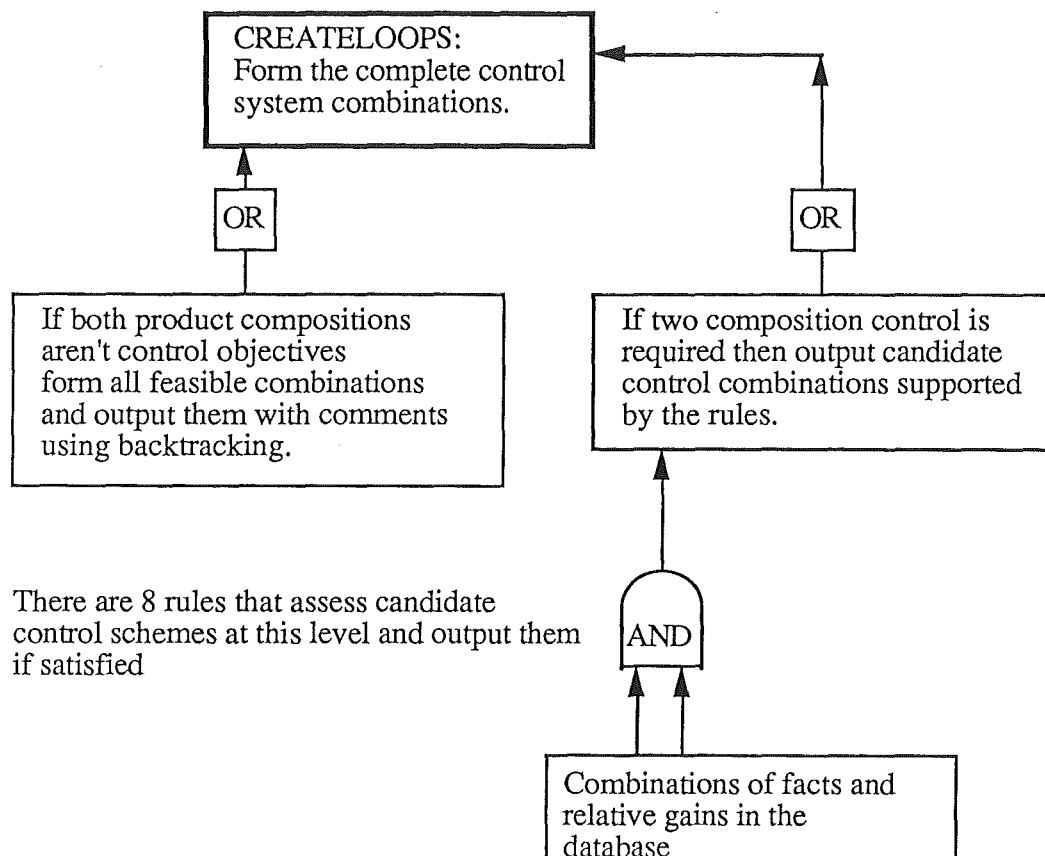 CREATELOOPS:
Form the complete control
system combinations.
OR
OR
If both product compositions
aren't control objectives
form all feasible combinations
and output them with comments
using backtracking.
If two composition control is
required then output candidate
control combinations supported
by the rules.
There are 8 rules that assess candidate
control schemes at this level and output them
if satisfied
AND
Combinations of facts and
relative gains in the
database